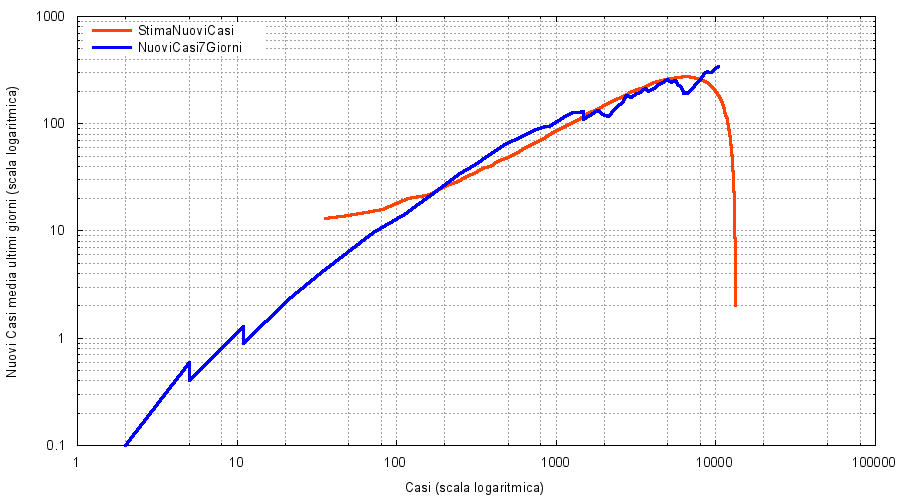 1000
StimaNuoviCasi
NuoviCasi7Giorni
100
10
1
0.1
1 10 100 1000 10000 100000
Nuovi Casi media ultimi giorni (scala logaritmica)
Casi (scala logaritmica)